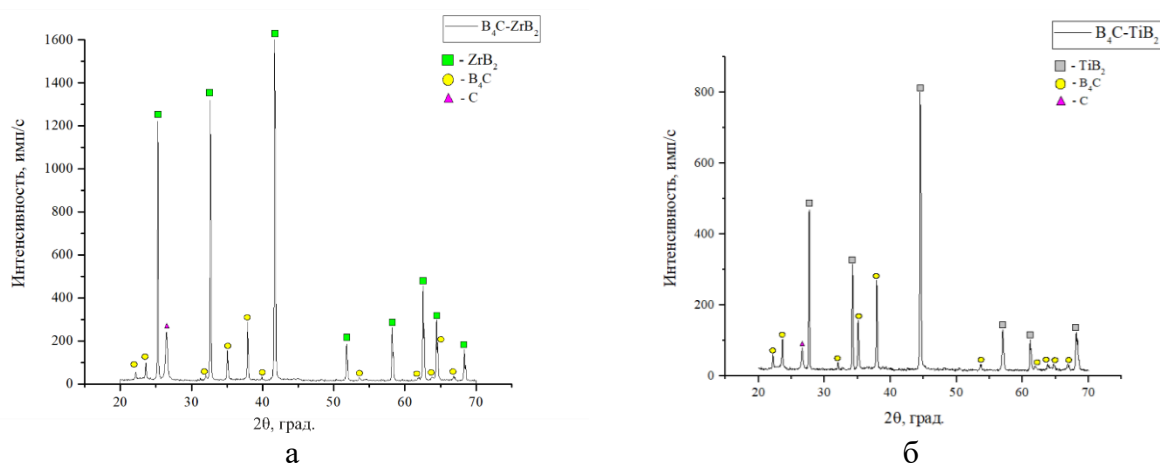 B₄C-ZrB₂
- ZrB₂
- B₄C
- C
Интенсивность, имп/с
1600
1400
1200
1000
800
600
400
200
0
20 30 40 50 60 70
2θ, град.
а
B₄C-TiB₂
- TiB₂
- B₄C
- C
Интенсивность, имп/с
800
600
400
200
0
20 30 40 50 60 70
2θ, град.
б